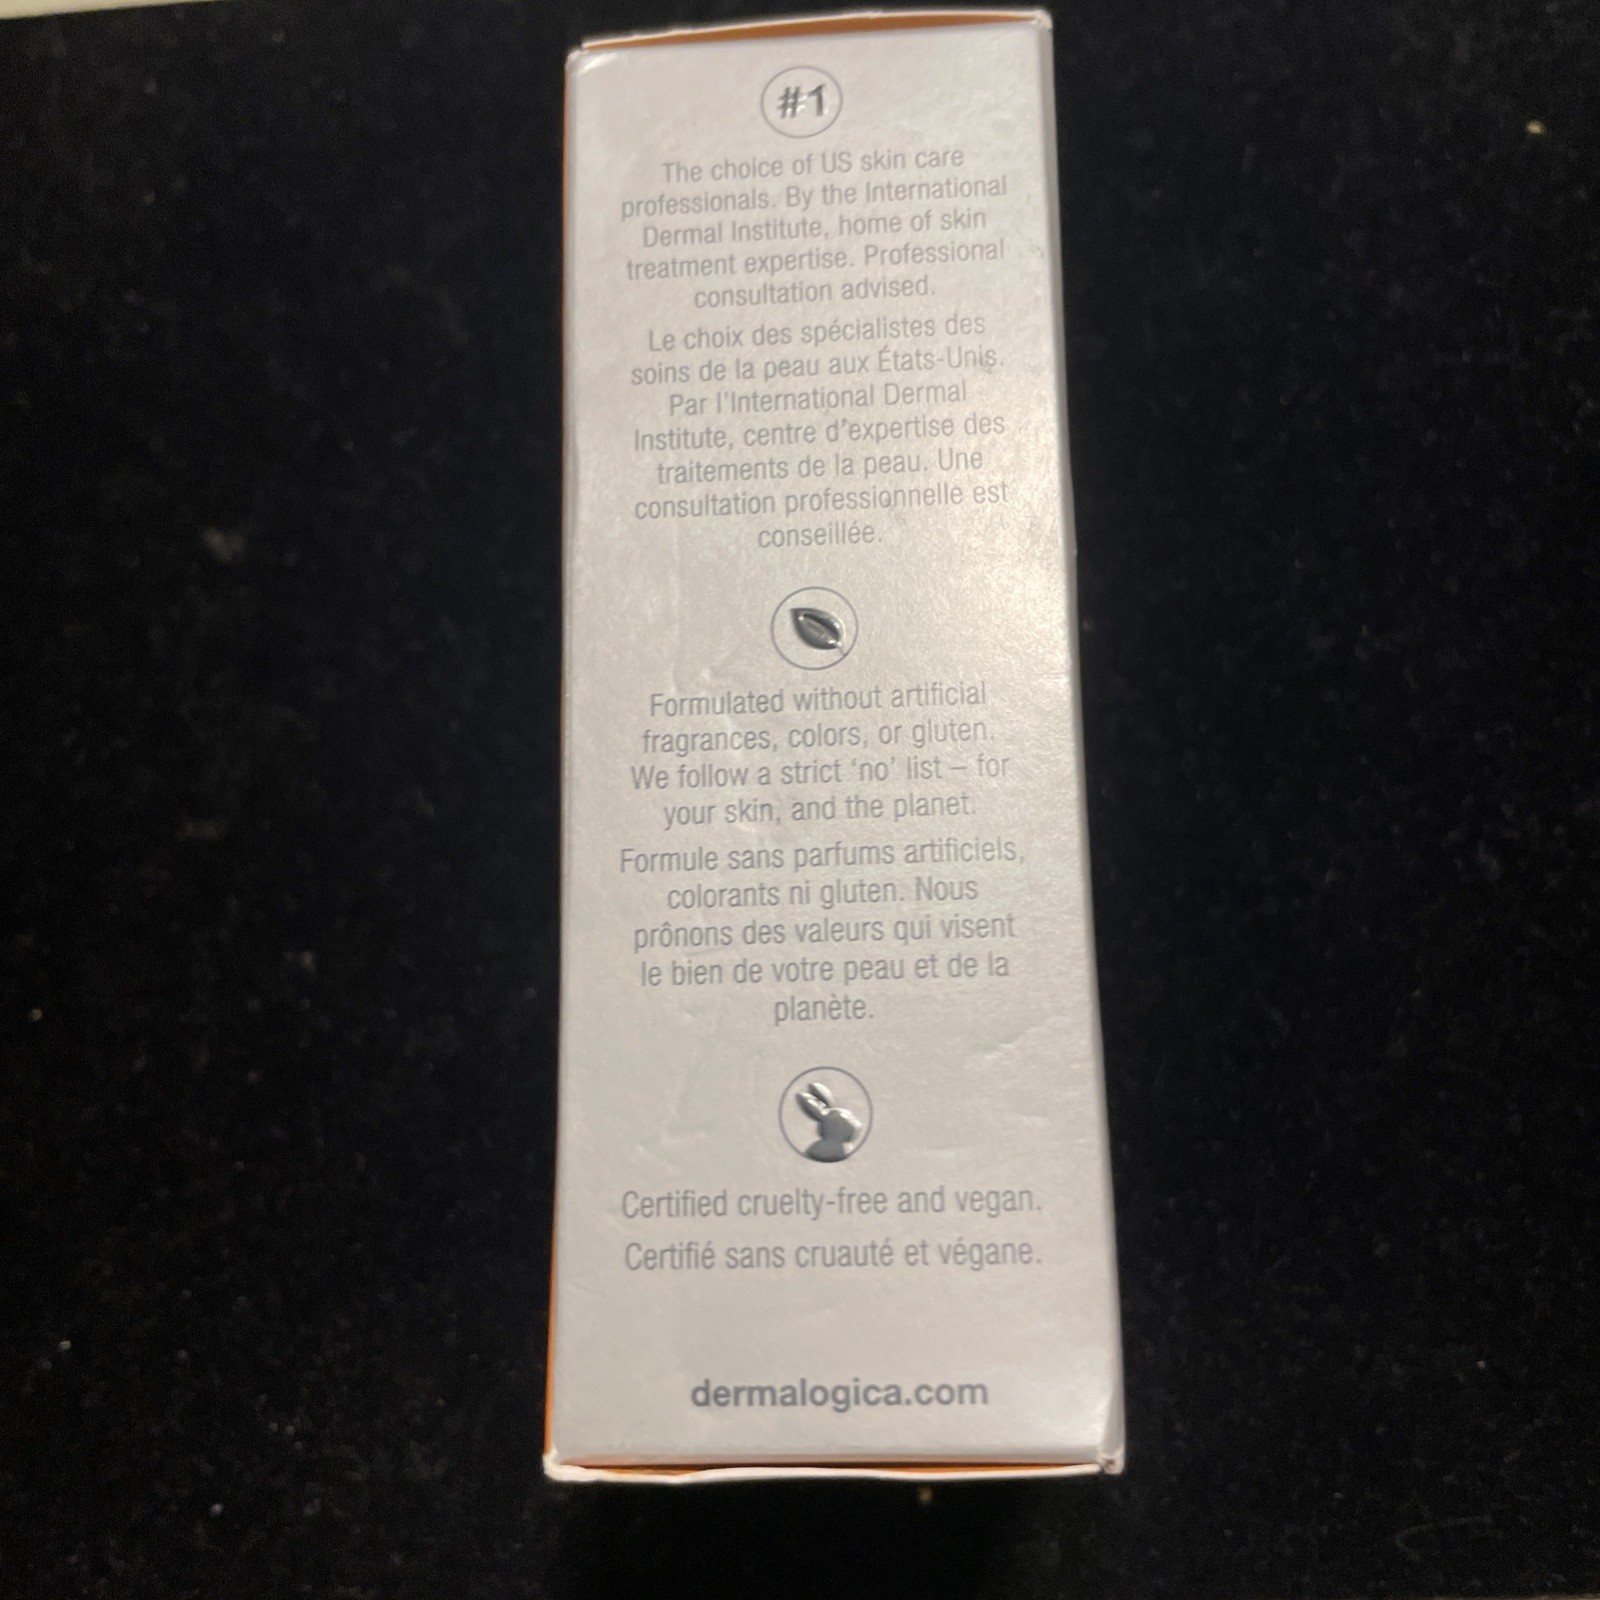 #1
The choice of US skin care
professionals. By the International
Dermal Institute, home of skin
treatment expertise. Professional
consultation advised.
Le choix des spécialistes des
soins de la peau aux États-Unis.
Par l'International Dermal
Institute, centre d'expertise des
traitements de la peau. Une
consultation professionnelle est
conseillée.
Formulated without artificial
fragrances, colors, or gluten.
We follow a strict 'no' list – for
your skin, and the planet.
Formule sans parfums artificiels,
colorants ni gluten. Nous
prônons des valeurs qui visent
le bien de votre peau et de la
planète.
Certified cruelty-free and vegan.
Certifié sans cruauté et végane.
dermalogica.com